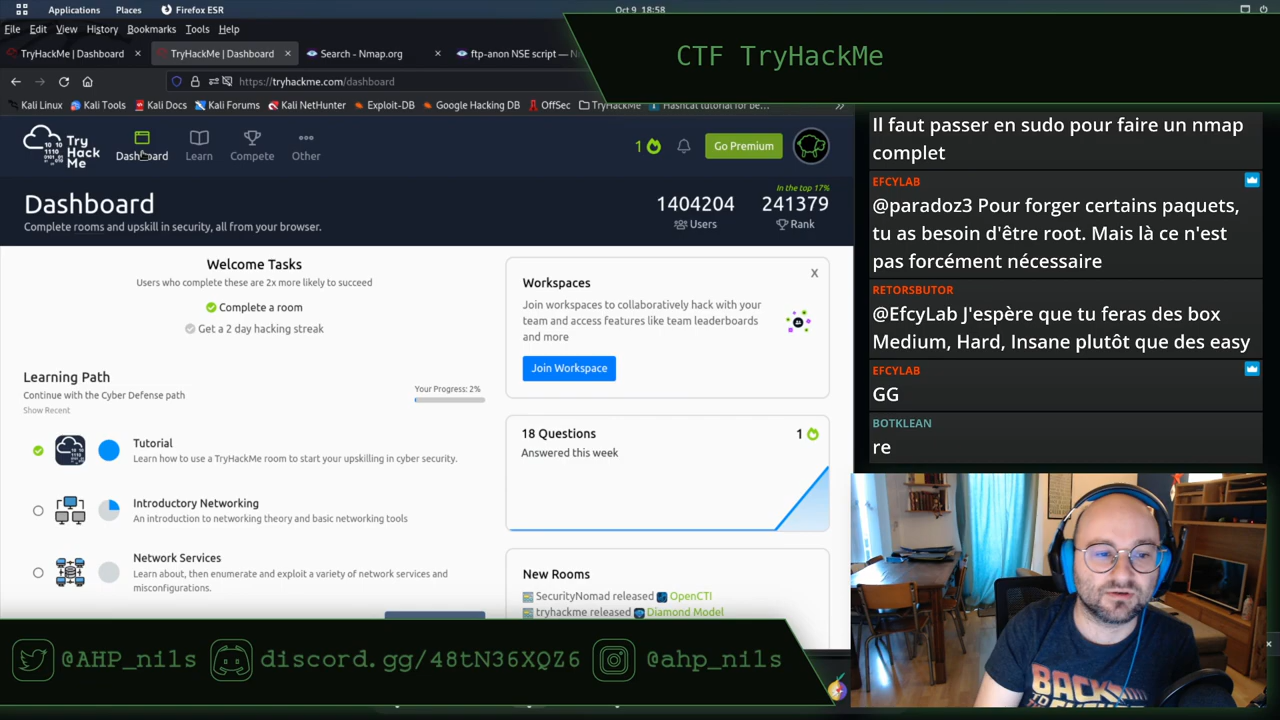 Applications Places Firefox ESR Oct 9 18:58
File Edit View History Bookmarks Tools Help
TryHackMe | Dashboard × TryHackMe | Dashboard × Search - Nmap.org × ftp-anon NSE script — N
https://tryhackme.com/dashboard
Kali Linux Kali Tools Kali Docs Kali Forums Kali NetHunter Exploit-DB Google Hacking DB OffSec TryHackMe Hashcat tutorial for be… »
CTF TryHackMe
Try
Hack
Me
Dashboard Learn Compete Other
1 Go Premium
Dashboard
Complete rooms and upskill in security, all from your browser.
In the top 17%
1404204 241379
Users Rank
Welcome Tasks
Users who complete these are 2x more likely to succeed
Complete a room
Get a 2 day hacking streak
Learning Path
Continue with the Cyber Defense path
Show Recent
Your Progress: 2%
Tutorial
Learn how to use a TryHackMe room to start your upskilling in cyber security.
Introductory Networking
An introduction to networking theory and basic networking tools
Network Services
Learn about, then enumerate and exploit a variety of network services and
misconfigurations.
Workspaces X
Join workspaces to collaboratively hack with your
team and access features like team leaderboards
and more
Join Workspace
18 Questions 1
Answered this week
New Rooms
SecurityNomad released OpenCTI
tryhackme released Diamond Model
Il faut passer en sudo pour faire un nmap
complet
EFCYLAB
@paradoz3 Pour forger certains paquets,
tu as besoin d'être root. Mais là ce n'est
pas forcément nécessaire
RETORSBUTOR
@EfcyLab J'espère que tu feras des box
Medium, Hard, Insane plutôt que des easy
EFCYLAB
GG
BOTKLEAN
re
@AHP_nils discord.gg/48tN36XQZ6 @ahp_nils
BACK
TO THE